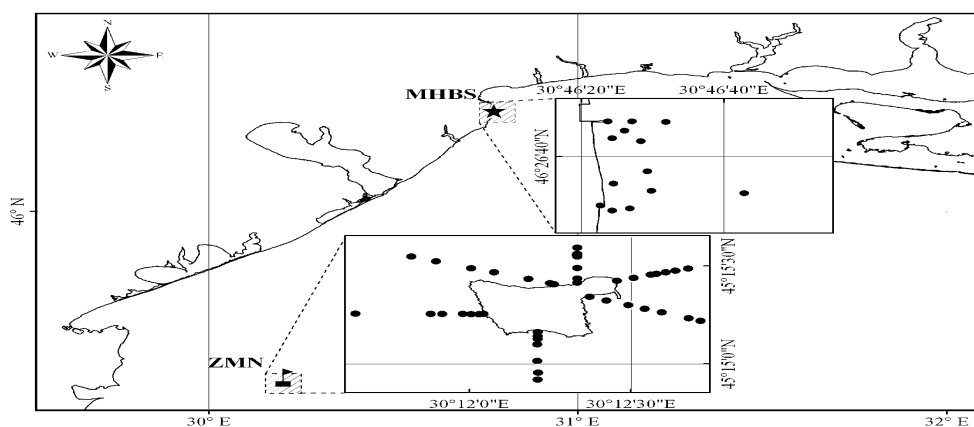 N
W
E
S
MHBS
30°46'20"E
30°46'40"E
46°26'40"N
46° N
45°15'30"N
45°15'0"N
ZMN
30°12'0"E
30°12'30"E
30° E
31° E
32° E